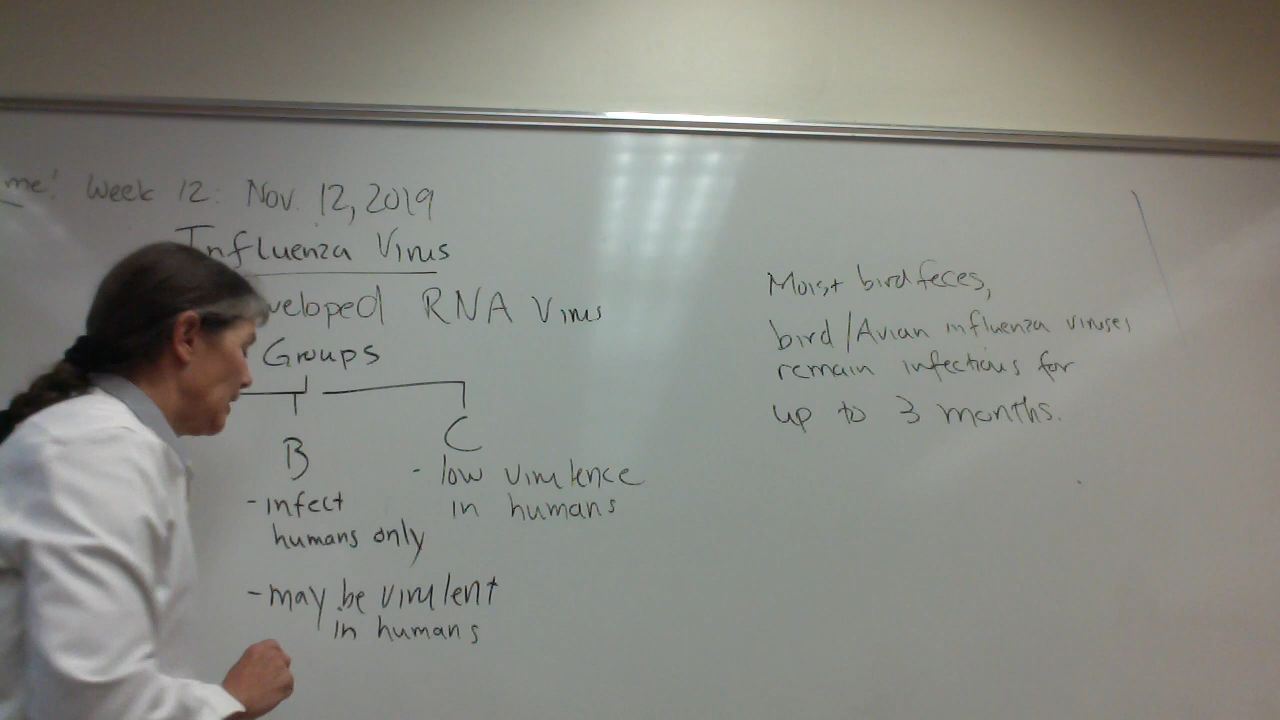 me! Week 12: Nov. 12, 2019
Influenza Virus
veloped RNA Virus
Groups
B
- infect
humans only
- may be virulent
in humans
C
- low virulence
in humans
Moist bird feces,
bird/Avian influenza viruses
remain infectious for
up to 3 months.